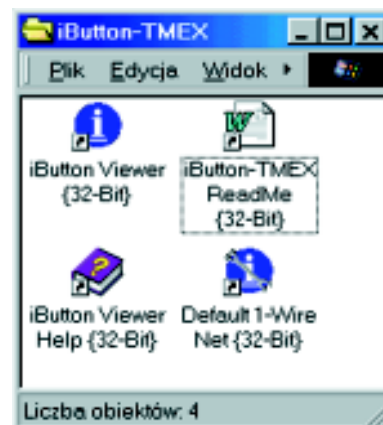 iButton-TMEX
Plik Edycja Widok
iButton Viewer
{32-Bit}
iButton-TMEX
ReadMe
{32-Bit}
iButton Viewer
Help {32-Bit}
Default 1-Wire
Net {32-Bit}
Liczba obiektów: 4